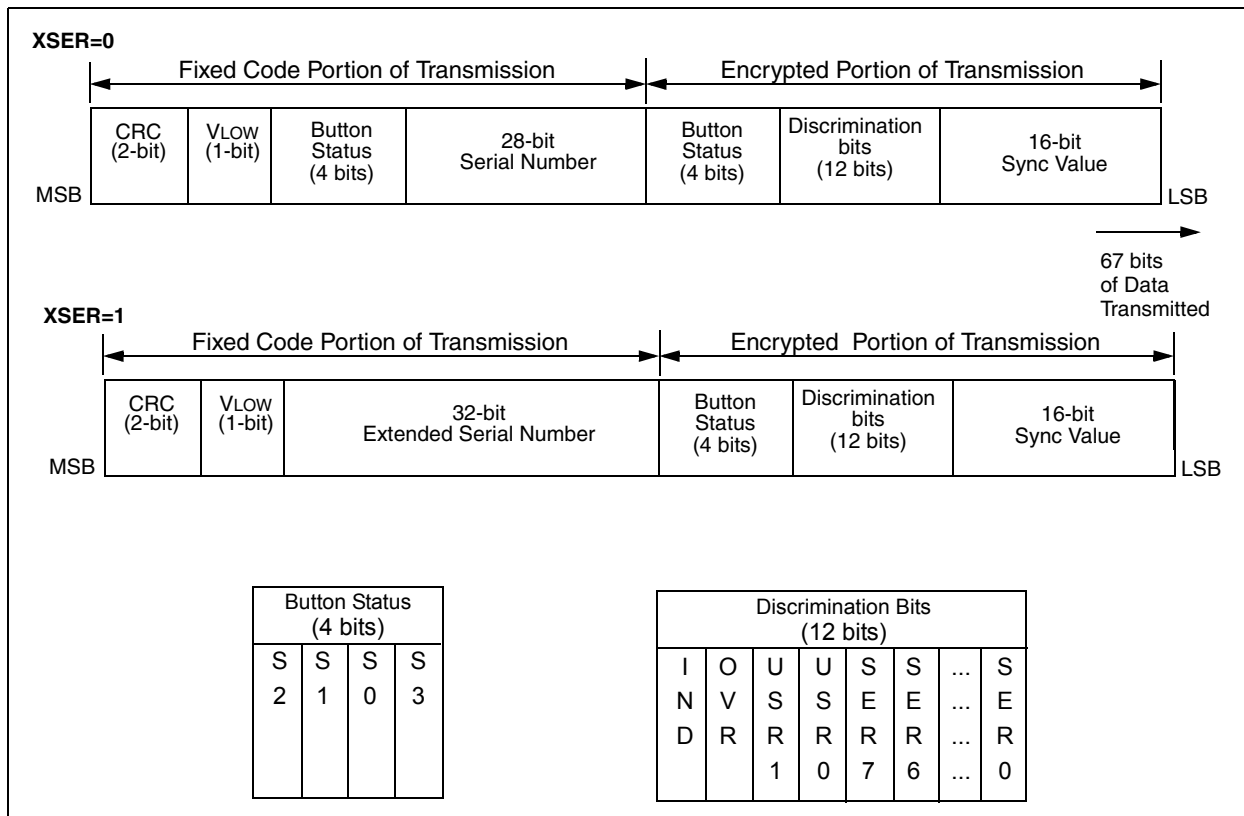 XSER=0
Fixed Code Portion of Transmission
Encrypted Portion of Transmission
CRC
(2-bit)
VLOW
(1-bit)
Button
Status
(4 bits)
28-bit
Serial Number
Button
Status
(4 bits)
Discrimination
bits
(12 bits)
16-bit
Sync Value
MSB
LSB
67 bits
of Data
Transmitted
XSER=1
Fixed Code Portion of Transmission
Encrypted Portion of Transmission
CRC
(2-bit)
VLOW
(1-bit)
32-bit
Extended Serial Number
Button
Status
(4 bits)
Discrimination
bits
(12 bits)
16-bit
Sync Value
MSB
LSB
Button Status
(4 bits)
S S S S
2 1 0 3
Discrimination Bits
(12 bits)
I O U U S S ... S
N V S S E E ... E
D R R R R R ... R
1 0 7 6 ... 0